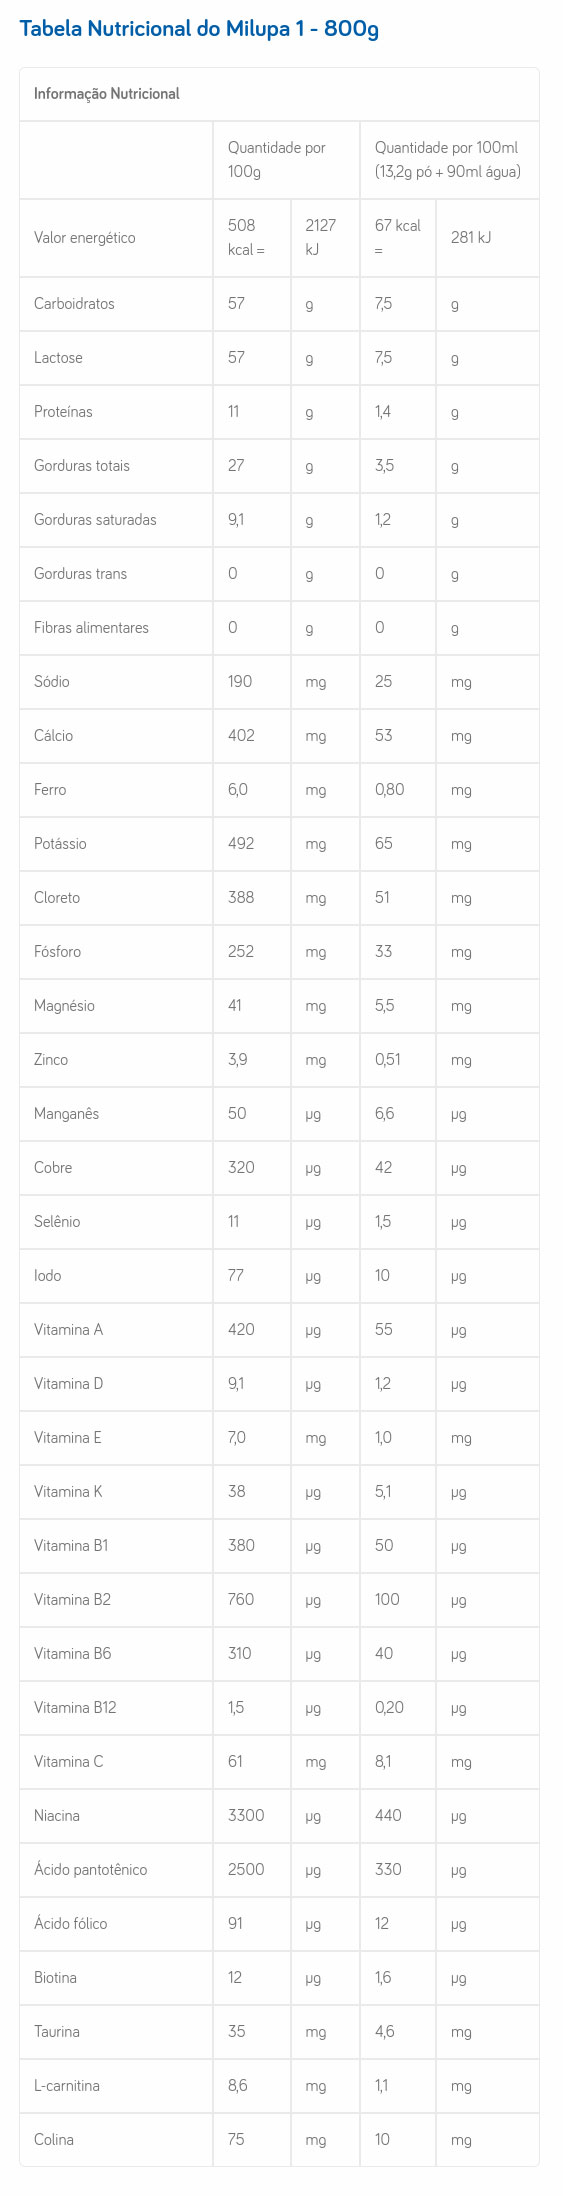 Tabela Nutricional do Milupa 1 - 800g
Informação Nutricional
Quantidade por 100g Quantidade por 100ml (13,2g pó + 90ml água)
Valor energético 508 kcal = 2127 kJ 67 kcal = 281 kJ
Carboidratos 57 g 7,5 g
Lactose 57 g 7,5 g
Proteínas 11 g 1,4 g
Gorduras totais 27 g 3,5 g
Gorduras saturadas 9,1 g 1,2 g
Gorduras trans 0 g 0 g
Fibras alimentares 0 g 0 g
Sódio 190 mg 25 mg
Cálcio 402 mg 53 mg
Ferro 6,0 mg 0,80 mg
Potássio 492 mg 65 mg
Cloreto 388 mg 51 mg
Fósforo 252 mg 33 mg
Magnésio 41 mg 5,5 mg
Zinco 3,9 mg 0,51 mg
Manganês 50 µg 6,6 µg
Cobre 320 µg 42 µg
Selênio 11 µg 1,5 µg
Iodo 77 µg 10 µg
Vitamina A 420 µg 55 µg
Vitamina D 9,1 µg 1,2 µg
Vitamina E 7,0 mg 1,0 mg
Vitamina K 38 µg 5,1 µg
Vitamina B1 380 µg 50 µg
Vitamina B2 760 µg 100 µg
Vitamina B6 310 µg 40 µg
Vitamina B12 1,5 µg 0,20 µg
Vitamina C 61 mg 8,1 mg
Niacina 3300 µg 440 µg
Ácido pantotênico 2500 µg 330 µg
Ácido fólico 91 µg 12 µg
Biotina 12 µg 1,6 µg
Taurina 35 mg 4,6 mg
L-carnitina 8,6 mg 1,1 mg
Colina 75 mg 10 mg